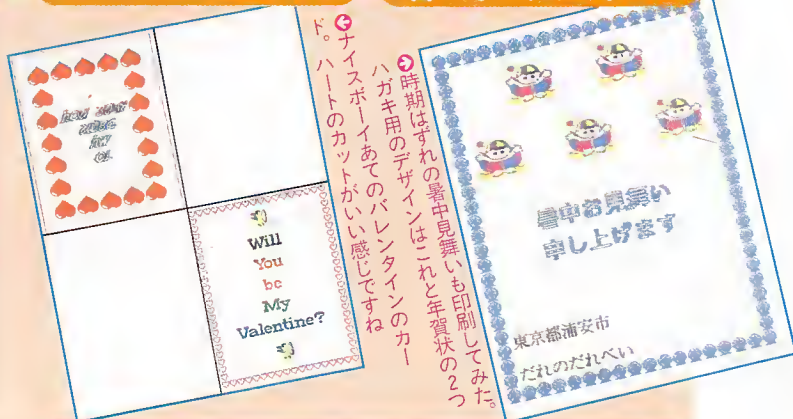 時期はずれの暑中見舞いも印刷してみた。
ハガキ用のデザインはこれと年賀状の2つ
ナイスボーイあてのバレンタインのカー
ド。ハートのカットがいい感じですね
Will
You
be
My
Valentine?
暑中お見舞い
申し上げます
東京都浦安市
だれのだれべい